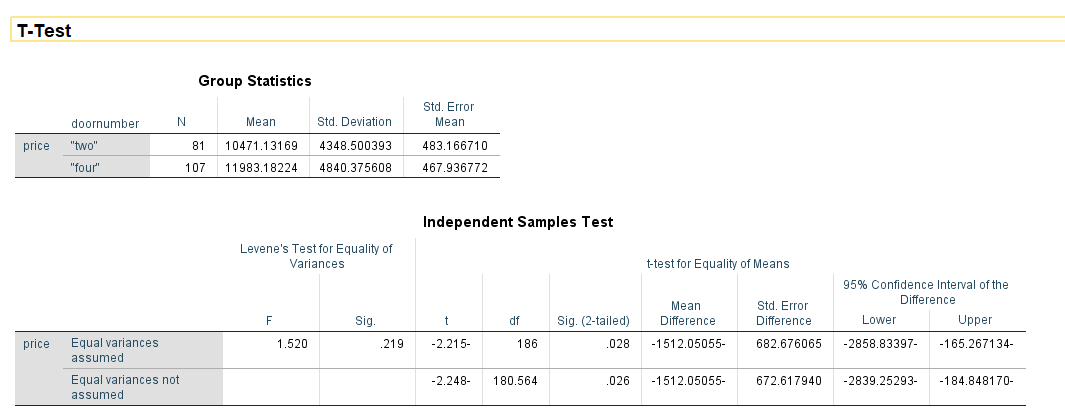 T-Test
Group Statistics
doornumber N Mean Std. Deviation Std. Error Mean
price "two" 81 10471.13169 4348.500393 483.166710
"four" 107 11983.18224 4840.375608 467.936772
Independent Samples Test
Levene's Test for Equality of Variances
t-test for Equality of Means
95% Confidence Interval of the Difference
F Sig. t df Sig. (2-tailed) Mean Difference Std. Error Difference Lower Upper
price Equal variances assumed 1.520 .219 -2.215- 186 .028 -1512.05055- 682.676065 -2858.83397- -165.267134-
Equal variances not assumed -2.248- 180.564 .026 -1512.05055- 672.617940 -2839.25293- -184.848170-